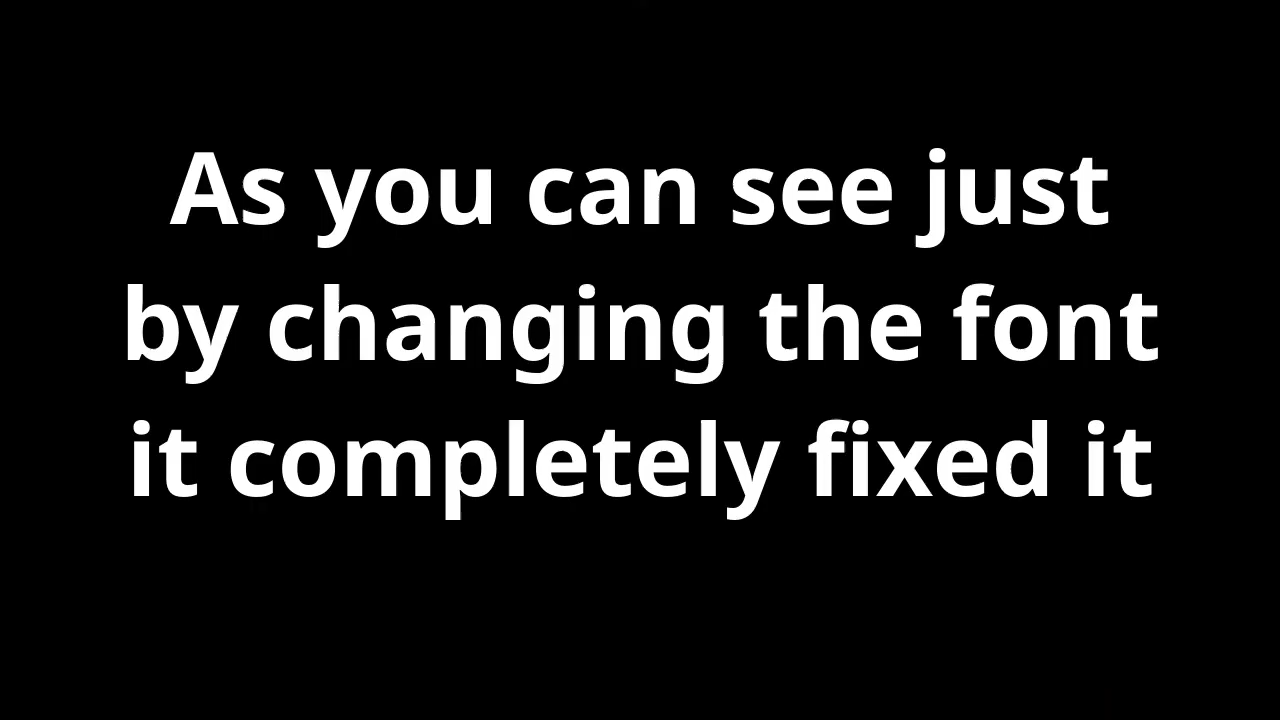 As you can see just
by changing the font
it completely fixed it